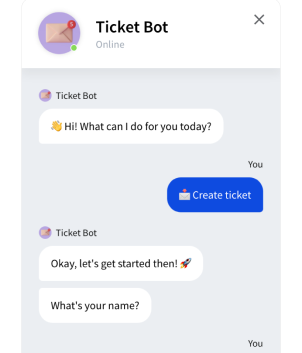 Ticket Bot
Online
Ticket Bot
👋 Hi! What can I do for you today?
You
📩 Create ticket
Ticket Bot
Okay, let's get started then! 🚀
What's your name?
You